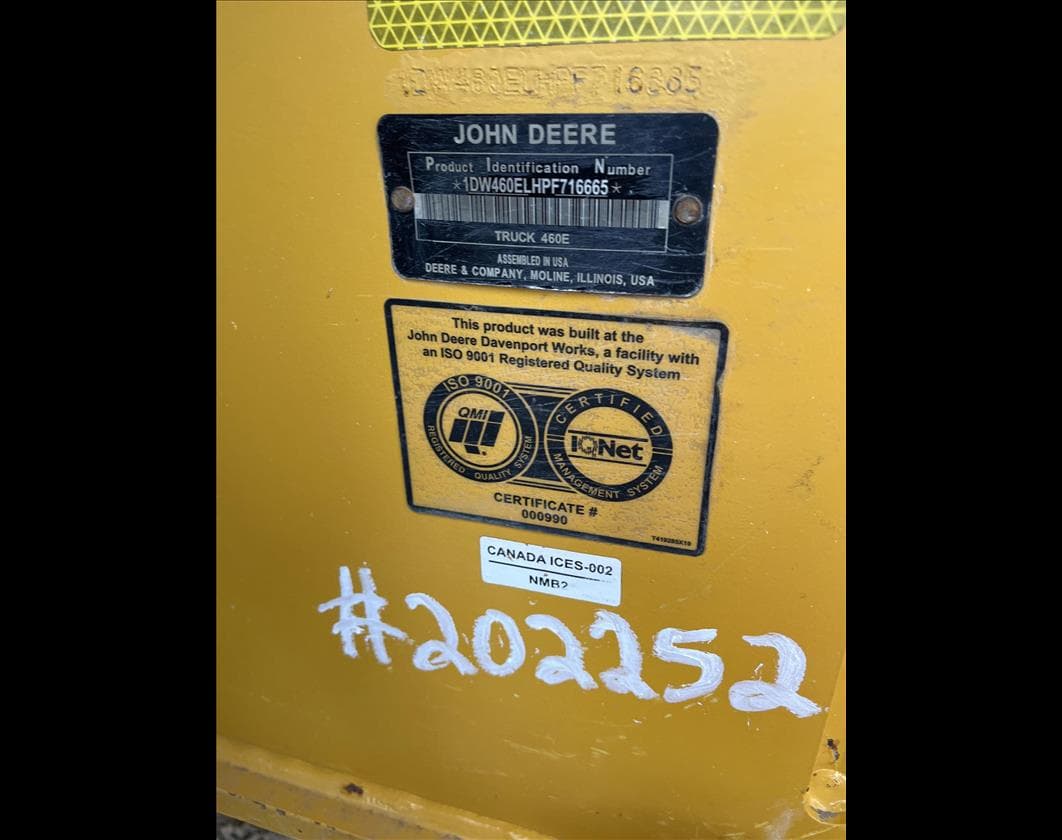 1DW460ELHPF716665
JOHN DEERE
Product Identification Number
*1DW460ELHPF716665*
TRUCK 460E
ASSEMBLED IN USA
DEERE & COMPANY, MOLINE, ILLINOIS, USA
This product was built at the
John Deere Davenport Works, a facility with
an ISO 9001 Registered Quality System
ISO 9001
QMI
REGISTERED QUALITY SYSTEM
CERTIFIED
IQNet
MANAGEMENT SYSTEM
CERTIFICATE #
000990
CANADA ICES-002
#202252